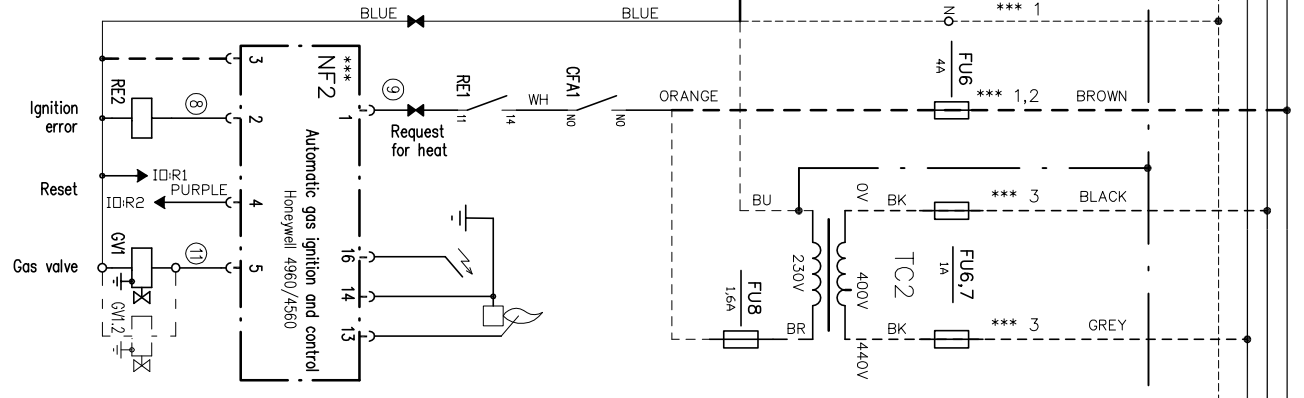 BLUE
BLUE
N
*** 1
3
***
NF2
9
RE1
CFA1
FU6
4A
*** 1,2
BROWN
RE2
8
WH
ORANGE
Ignition
error
2
1
11
14
NO
NO
Request
for heat
Automatic gas ignition and control
Honeywell 4960/4560
Reset
IO:R1
PURPLE
IO:R2
4
BU
0V
BK
*** 3
BLACK
GV1
11
Gas valve
5
16
230V
400V
TC2
FU6,7
1A
GV1.2
14
FU8
1,6A
13
BR
440V
BK
*** 3
GREY